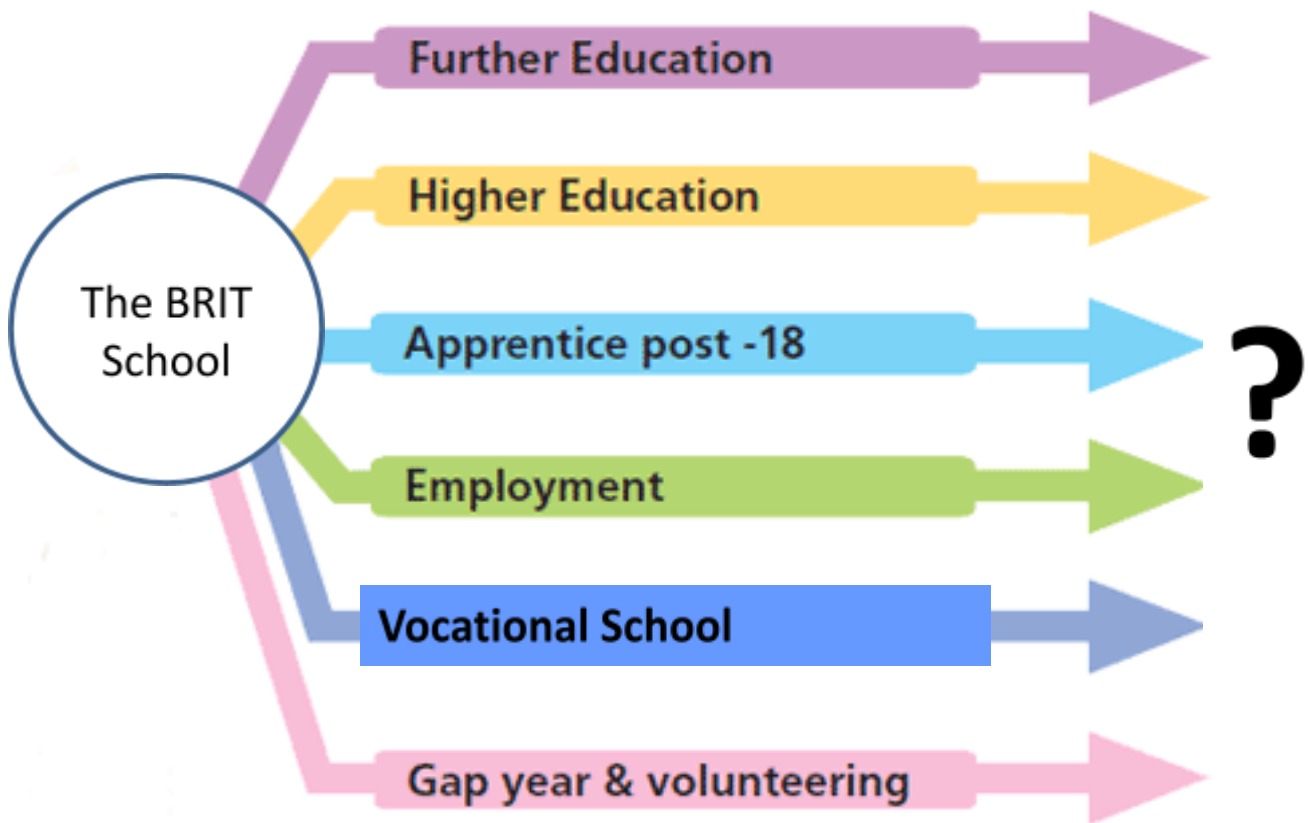 Further Education
Higher Education
The BRIT
School
Apprentice post -18
?
Employment
Vocational School
Gap year & volunteering